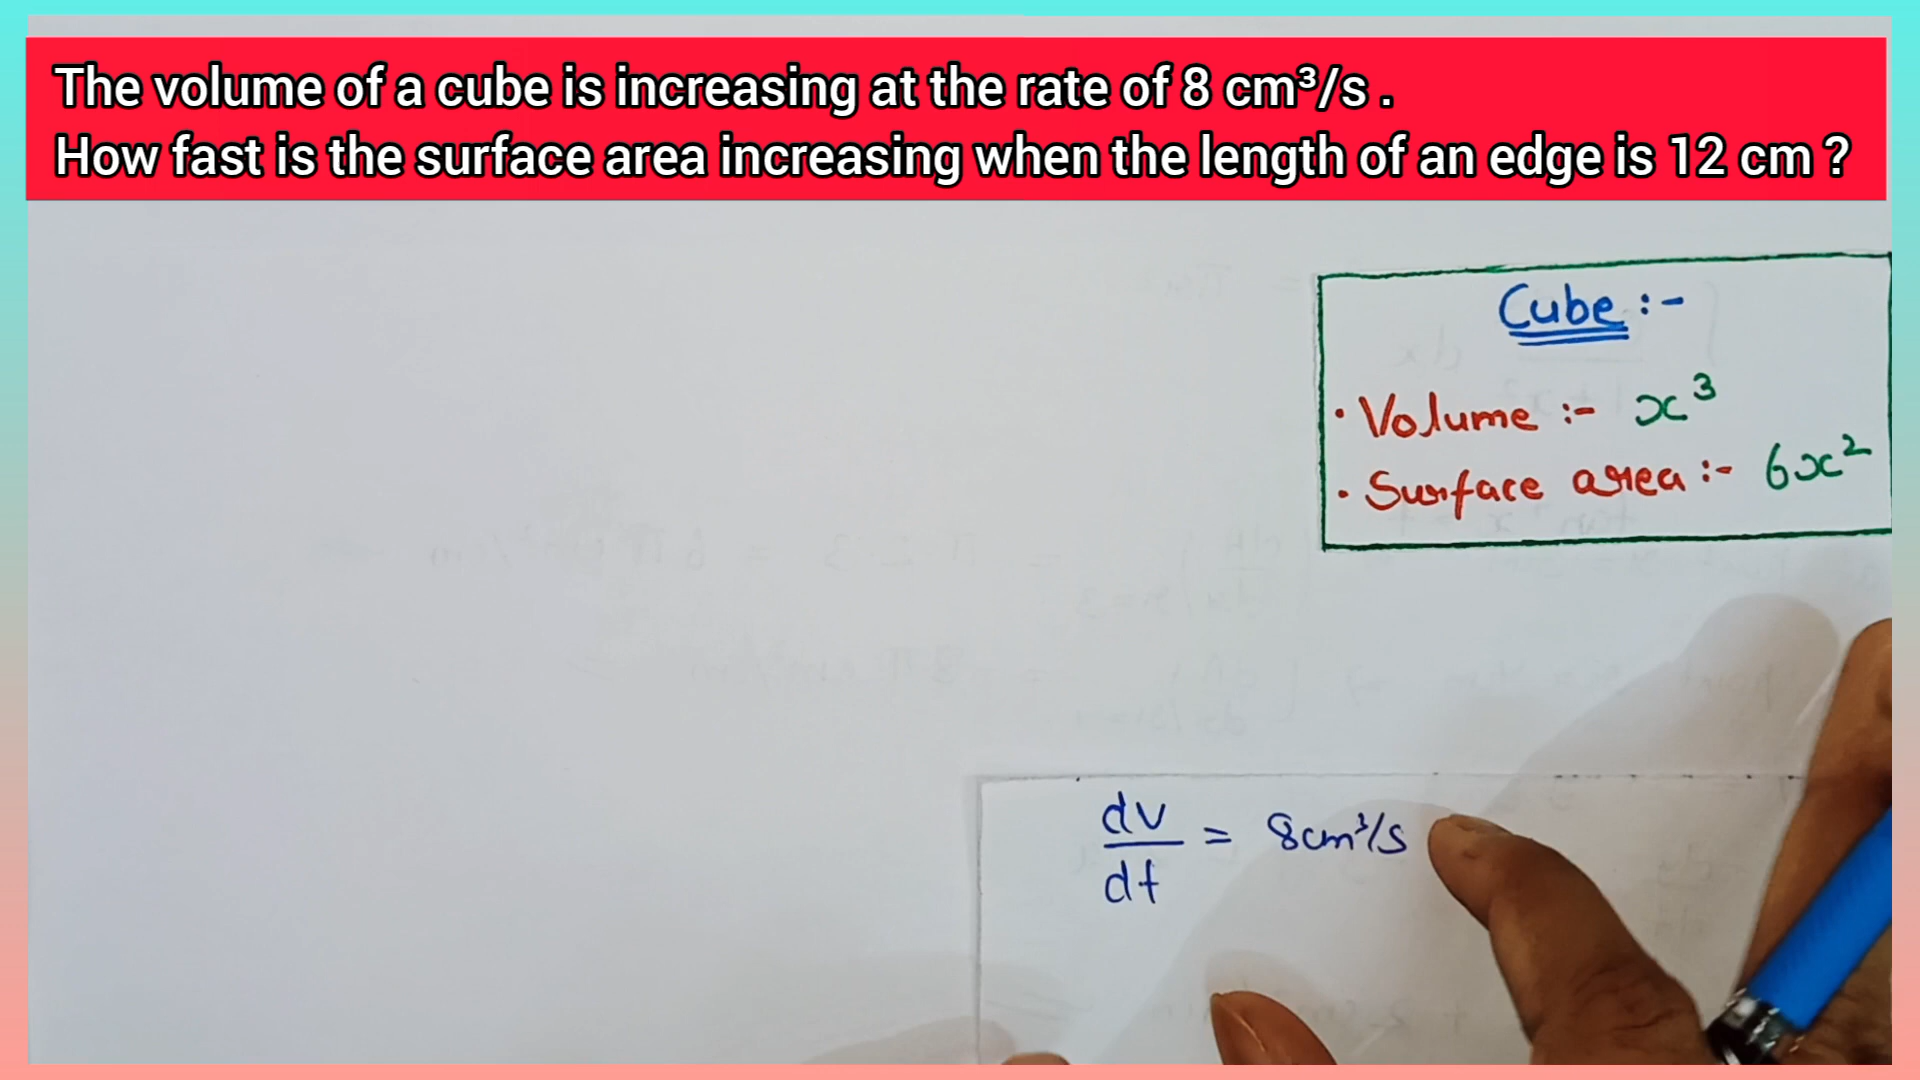 The volume of a cube is increasing at the rate of 8 cm³/s .
How fast is the surface area increasing when the length of an edge is 12 cm ?
Cube :-
• Volume :- x³
• Surface area :- 6x²
dv/dt = 8cm³/s